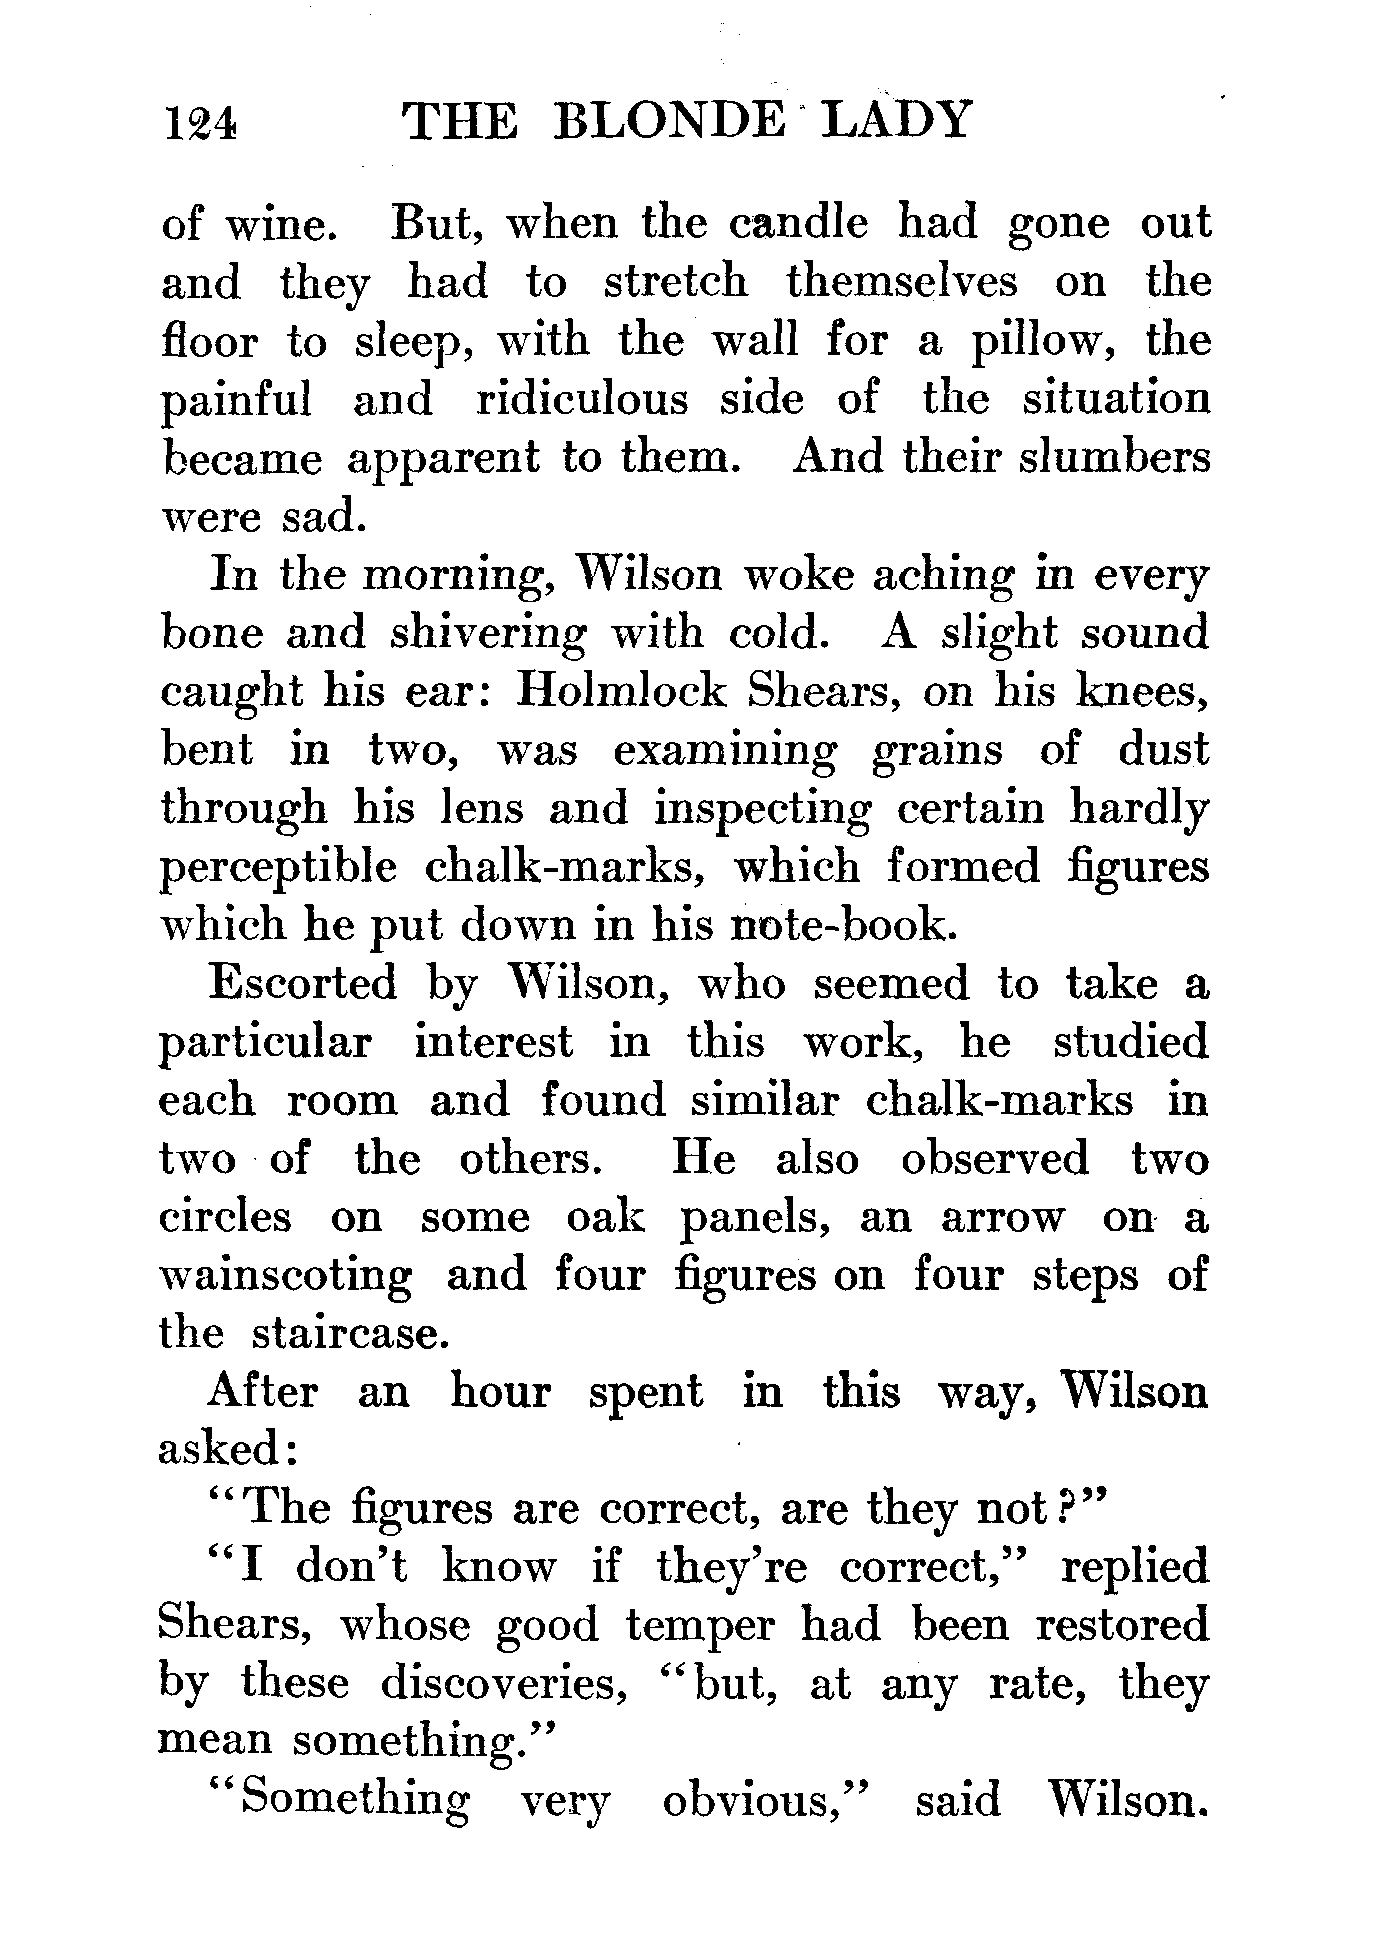 124 THE BLONDE LADY
of wine. But, when the candle had gone out
and they had to stretch themselves on the
floor to sleep, with the wall for a pillow, the
painful and ridiculous side of the situation
became apparent to them. And their slumbers
were sad.
In the morning, Wilson woke aching in every
bone and shivering with cold. A slight sound
caught his ear: Holmlock Shears, on his knees,
bent in two, was examining grains of dust
through his lens and inspecting certain hardly
perceptible chalk-marks, which formed figures
which he put down in his note-book.
Escorted by Wilson, who seemed to take a
particular interest in this work, he studied
each room and found similar chalk-marks in
two of the others. He also observed two
circles on some oak panels, an arrow on a
wainscoting and four figures on four steps of
the staircase.
After an hour spent in this way, Wilson
asked:
“The figures are correct, are they not?”
“I don't know if they're correct,” replied
Shears, whose good temper had been restored
by these discoveries, “but, at any rate, they
mean something.”
“Something very obvious,” said Wilson.